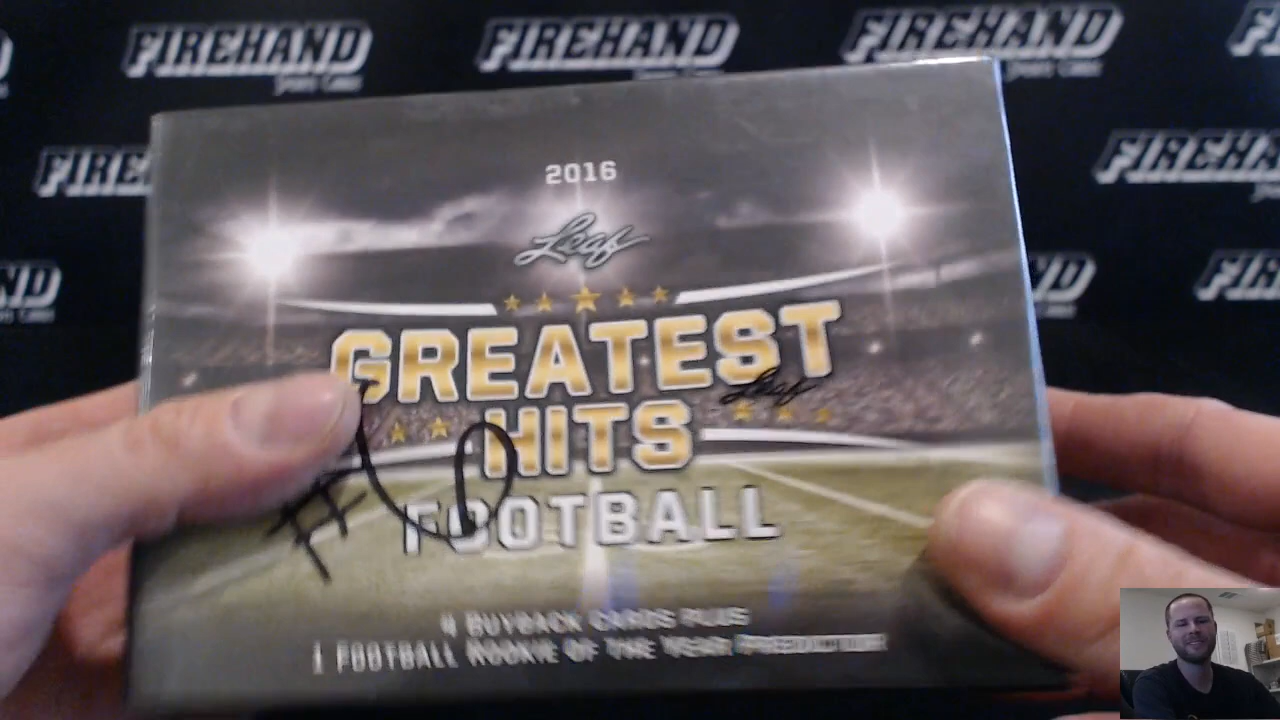 FIREHAND FIREHAND FIREHAND
FIREHAND
2016
Leaf
GREATEST
Leaf
HITS
FOOTBALL
4 BUYBACK CARDS PLUS
1 FOOTBALL ROOKIE OF THE YEAR